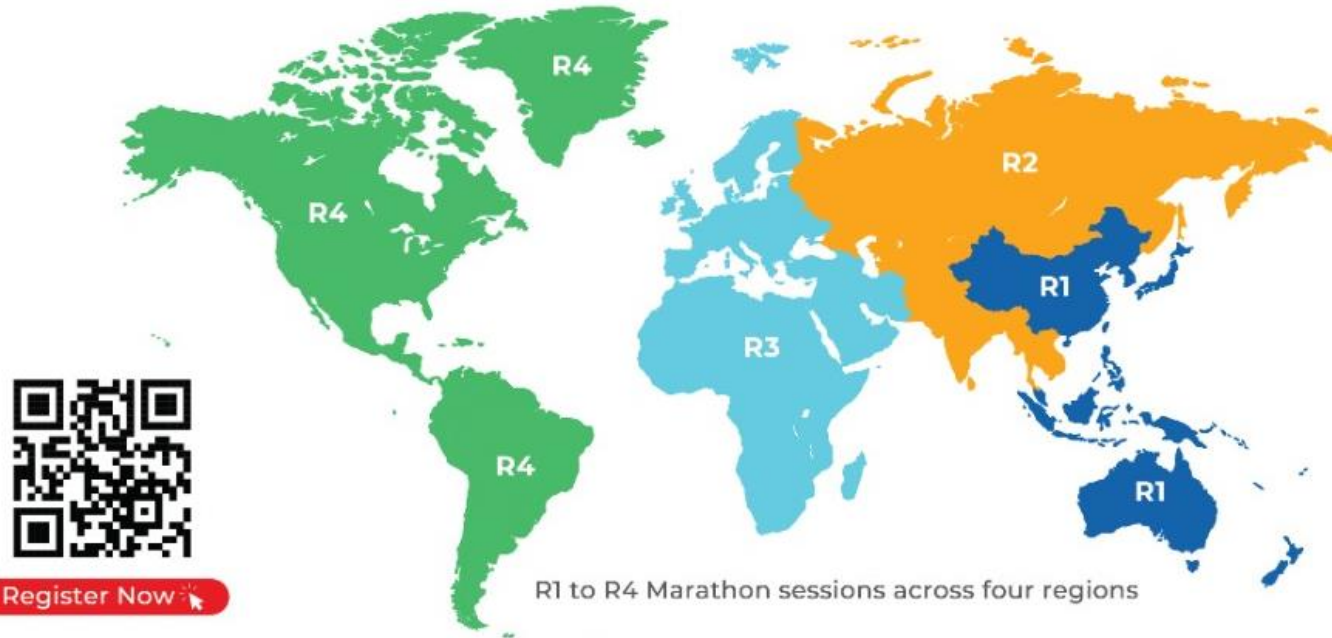 R4
R4
R2
R1
R3
R4
R1
Register Now
R1 to R4 Marathon sessions across four regions